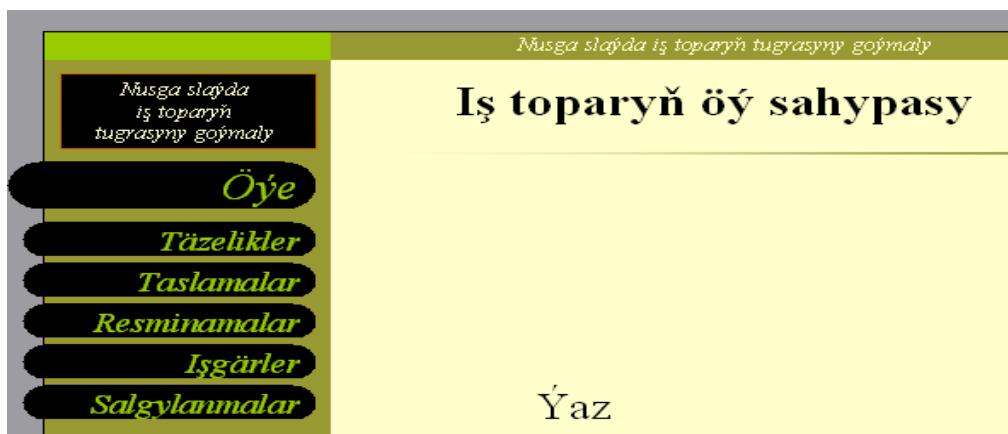 Nusga slaýda iş toparyň tugrasyny goýmaly
Nusga slaýda
iş toparyň
tugrasyny goýmaly
Iş toparyň öý sahypasy
Öýe
Täzelikler
Taslamalar
Resminamalar
Işgärler
Salgylanmalar
Ýaz